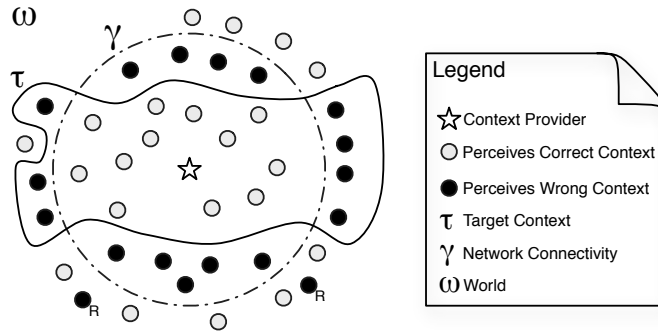 ω
γ
τ
R
R
Legend
Context Provider
Perceives Correct Context
Perceives Wrong Context
τ Target Context
γ Network Connectivity
ω World